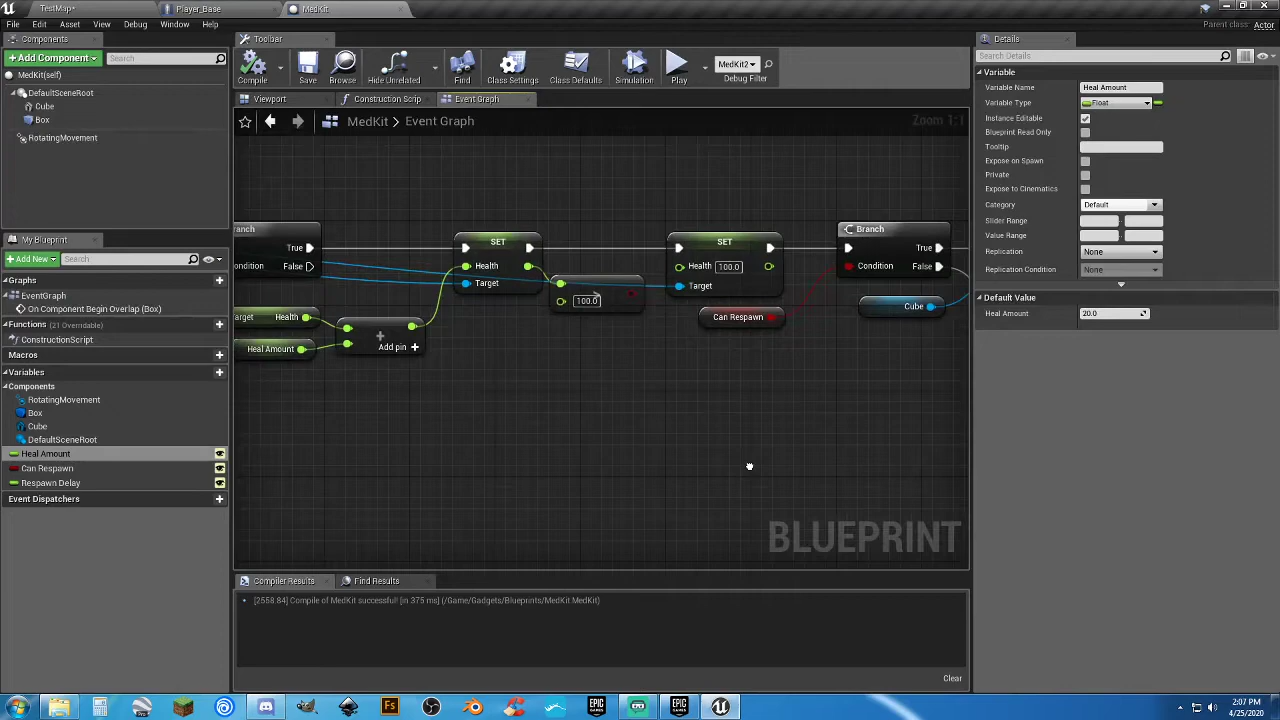 TestMap*
Player_Base
MedKit
File Edit Asset View Debug Window Help
Parent class: Actor
Components
Toolbar
Details
+Add Component
Search
Compile Save Browse Hide Unrelated Find Class Settings Class Defaults Simulation Play
MedKit2
Debug Filter
Search Details
MedKit(self)
Variable
Variable Name Heal Amount
DefaultSceneRoot
Viewport Construction Scrip Event Graph
Variable Type Float
Cube
Instance Editable
Box
MedKit > Event Graph
Zoom 1:1
Blueprint Read Only
RotatingMovement
Tooltip
Expose on Spawn
Private
Expose to Cinematics
Category Default
Slider Range
Value Range
Replication None
Replication Condition None
Default Value
Heal Amount 20.0
My Blueprint
+Add New
Search
Graphs
EventGraph
On Component Begin Overlap (Box)
Functions (21 Overridable)
ConstructionScript
Macros
Variables
Components
RotatingMovement
Box
Cube
DefaultSceneRoot
Heal Amount
Can Respawn
Respawn Delay
Event Dispatchers
ranch
True
ondition False
arget Health
Heal Amount
+
Add pin +
SET
Health
Target
>
100.0
SET
Health 100.0
Target
Can Respawn
Branch
True
Condition False
Cube
BLUEPRINT
Compiler Results Find Results
[2558.84] Compile of MedKit successful! [in 375 ms] (/Game/Gadgets/Blueprints/MedKit.MedKit)
Clear
Fs
EPIC GAMES
EPIC GAMES
2:07 PM
4/25/2020